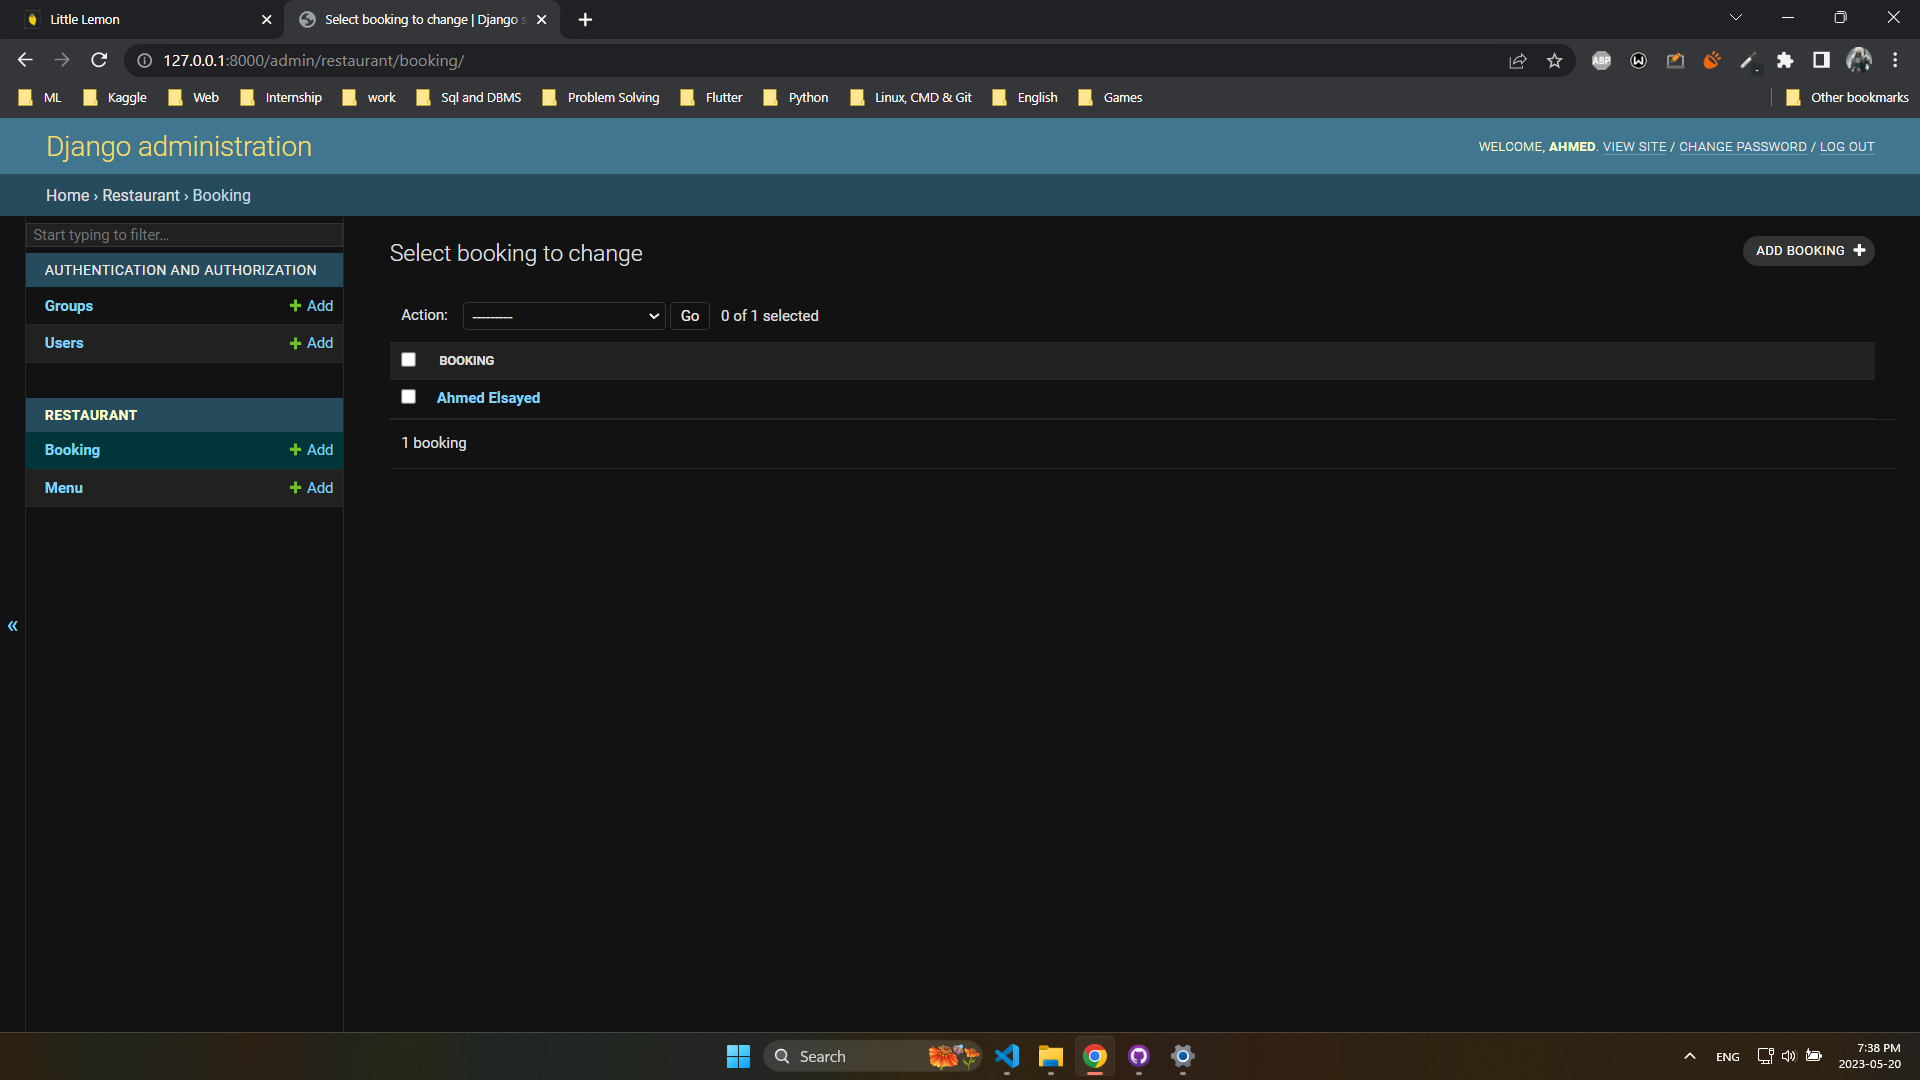 Little Lemon
Select booking to change | Django s
127.0.0.1:8000/admin/restaurant/booking/
ABP
ML Kaggle Web Internship work Sql and DBMS Problem Solving Flutter Python Linux, CMD & Git English Games Other bookmarks
Django administration
WELCOME, AHMED. VIEW SITE / CHANGE PASSWORD / LOG OUT
Home › Restaurant › Booking
Start typing to filter...
AUTHENTICATION AND AUTHORIZATION
Groups + Add
Users + Add
RESTAURANT
Booking + Add
Menu + Add
«
Select booking to change
ADD BOOKING +
Action: --------- Go 0 of 1 selected
BOOKING
Ahmed Elsayed
1 booking
Search
ENG
7:38 PM
2023-05-20